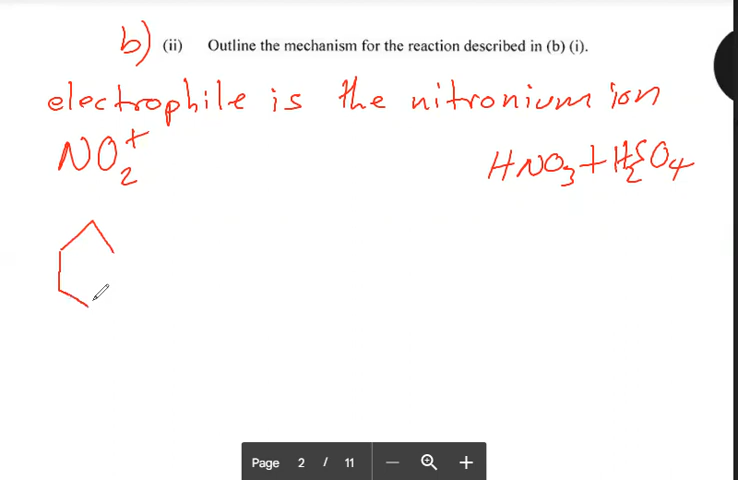 b) (ii) Outline the mechanism for the reaction described in (b) (i).
electrophile is the nitronium ion
NO₂⁺ HNO₃ + H₂SO₄
Page 2 / 11 − +